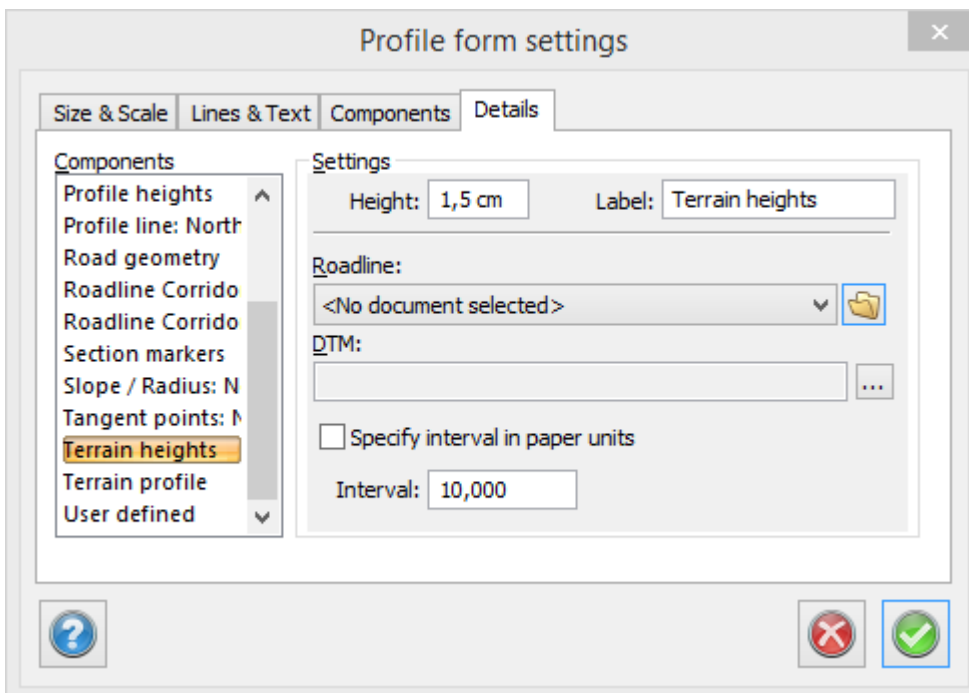 Profile form settings
Size & Scale
Lines & Text
Components
Details
Components
Profile heights
Profile line: North
Road geometry
Roadline Corrido
Roadline Corrido
Section markers
Slope / Radius: N
Tangent points: N
Terrain heights
Terrain profile
User defined
Settings
Height: 1,5 cm Label: Terrain heights
Roadline:
<No document selected>
DTM:
...
Specify interval in paper units
Interval: 10,000